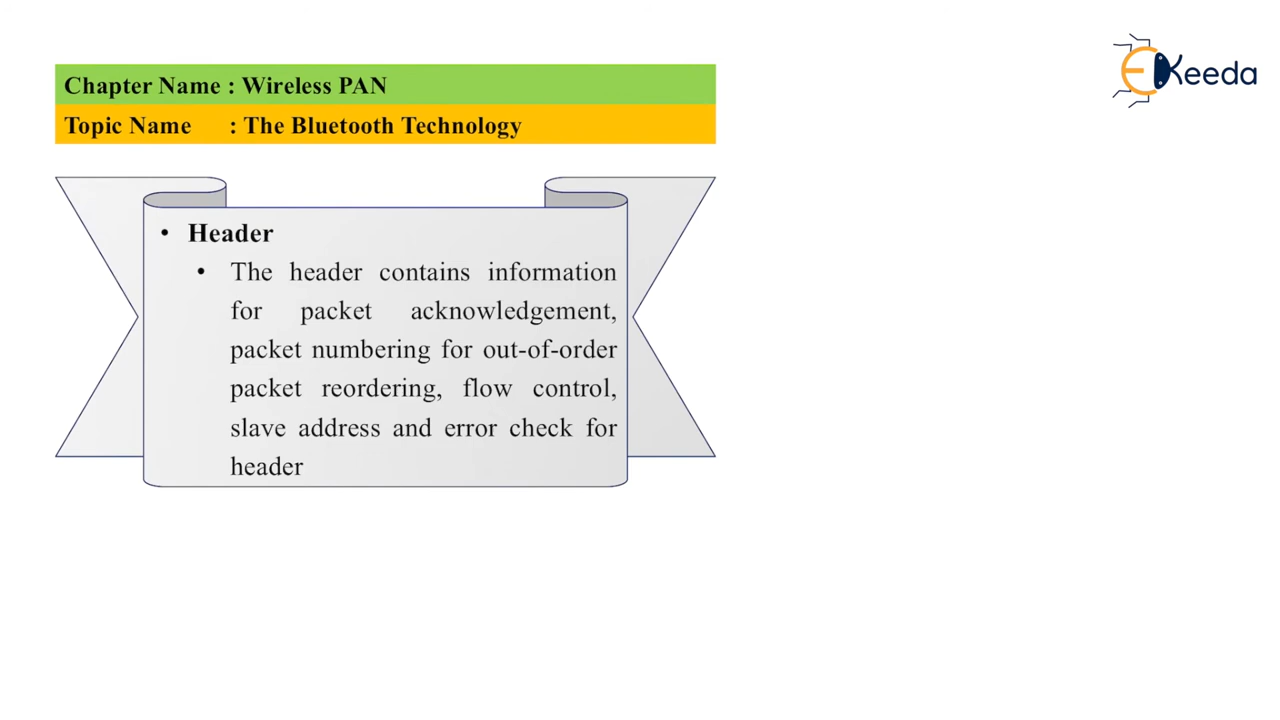 EKeeda
Chapter Name : Wireless PAN
Topic Name : The Bluetooth Technology
• Header
• The header contains information
for packet acknowledgement,
packet numbering for out-of-order
packet reordering, flow control,
slave address and error check for
header